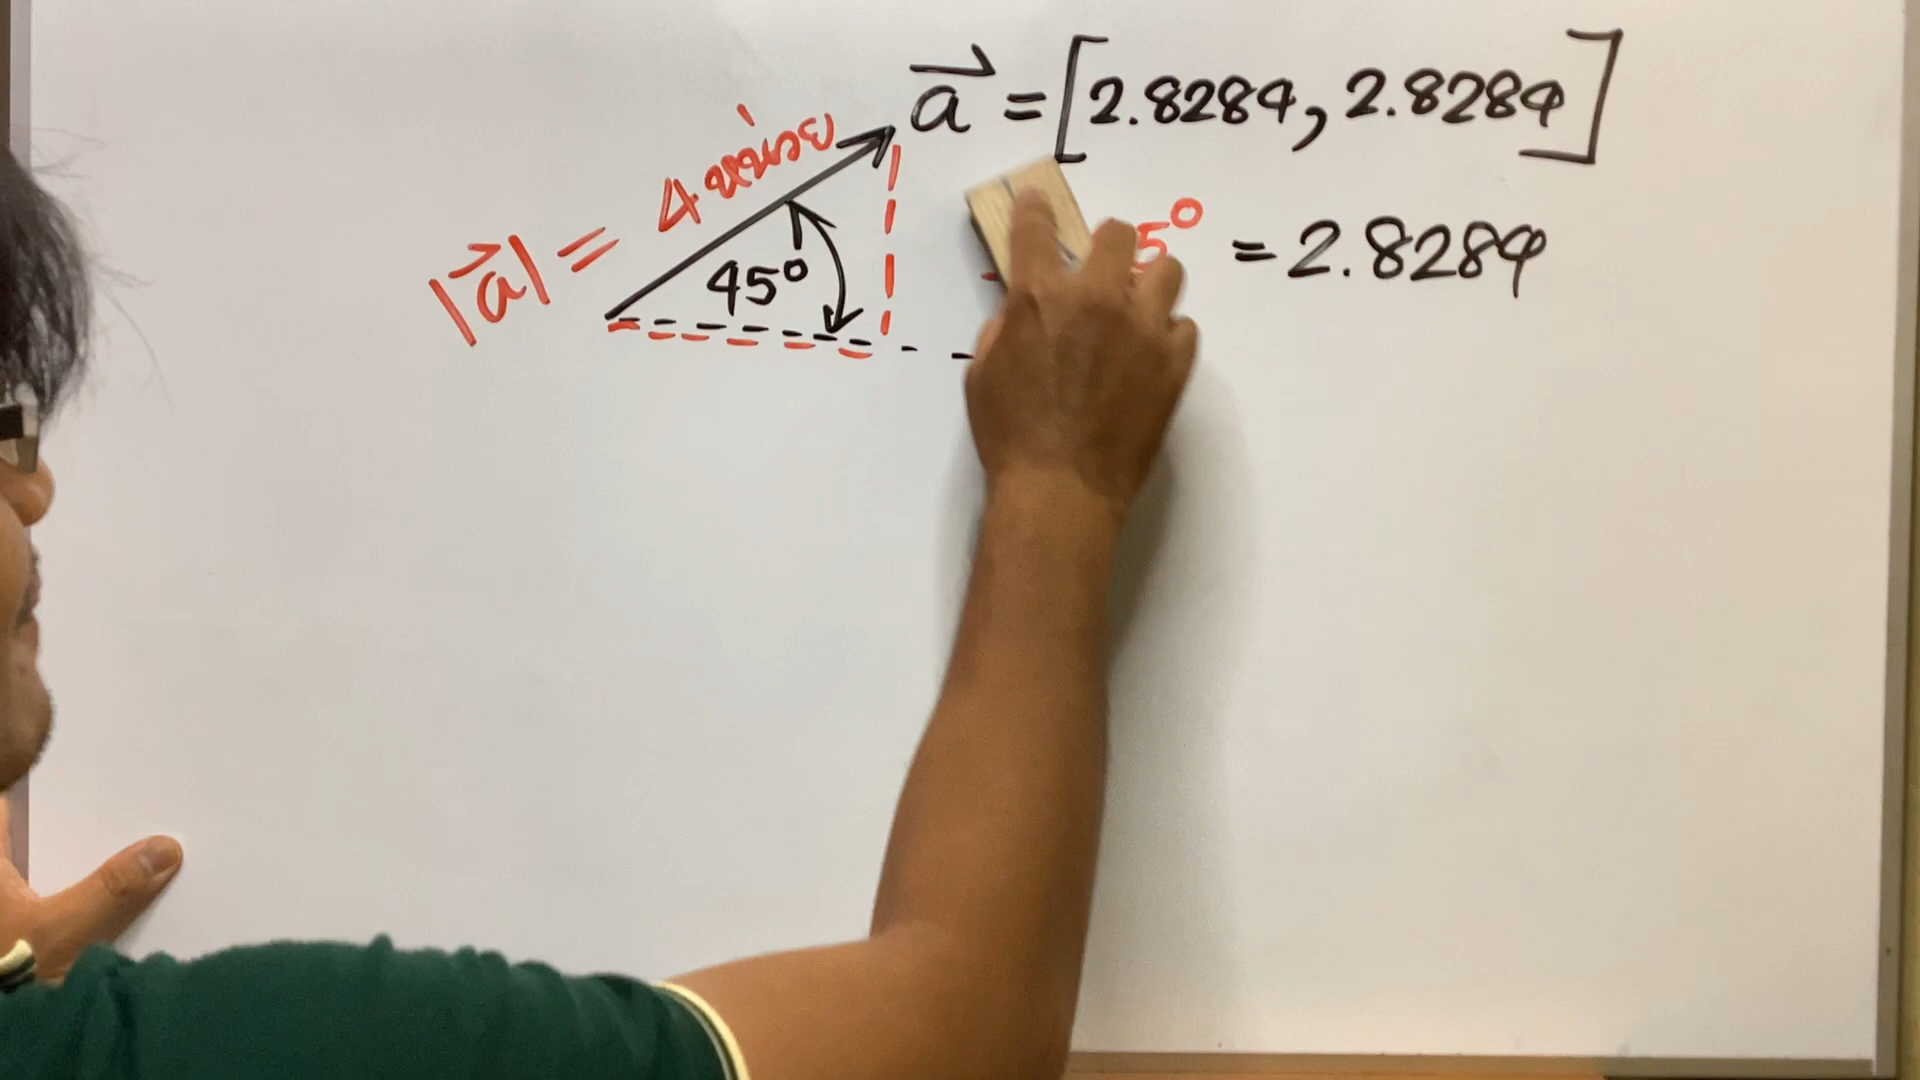 a = [2.8284, 2.8284]
|a| = 4 หน่วย
5° = 2.8284
45°